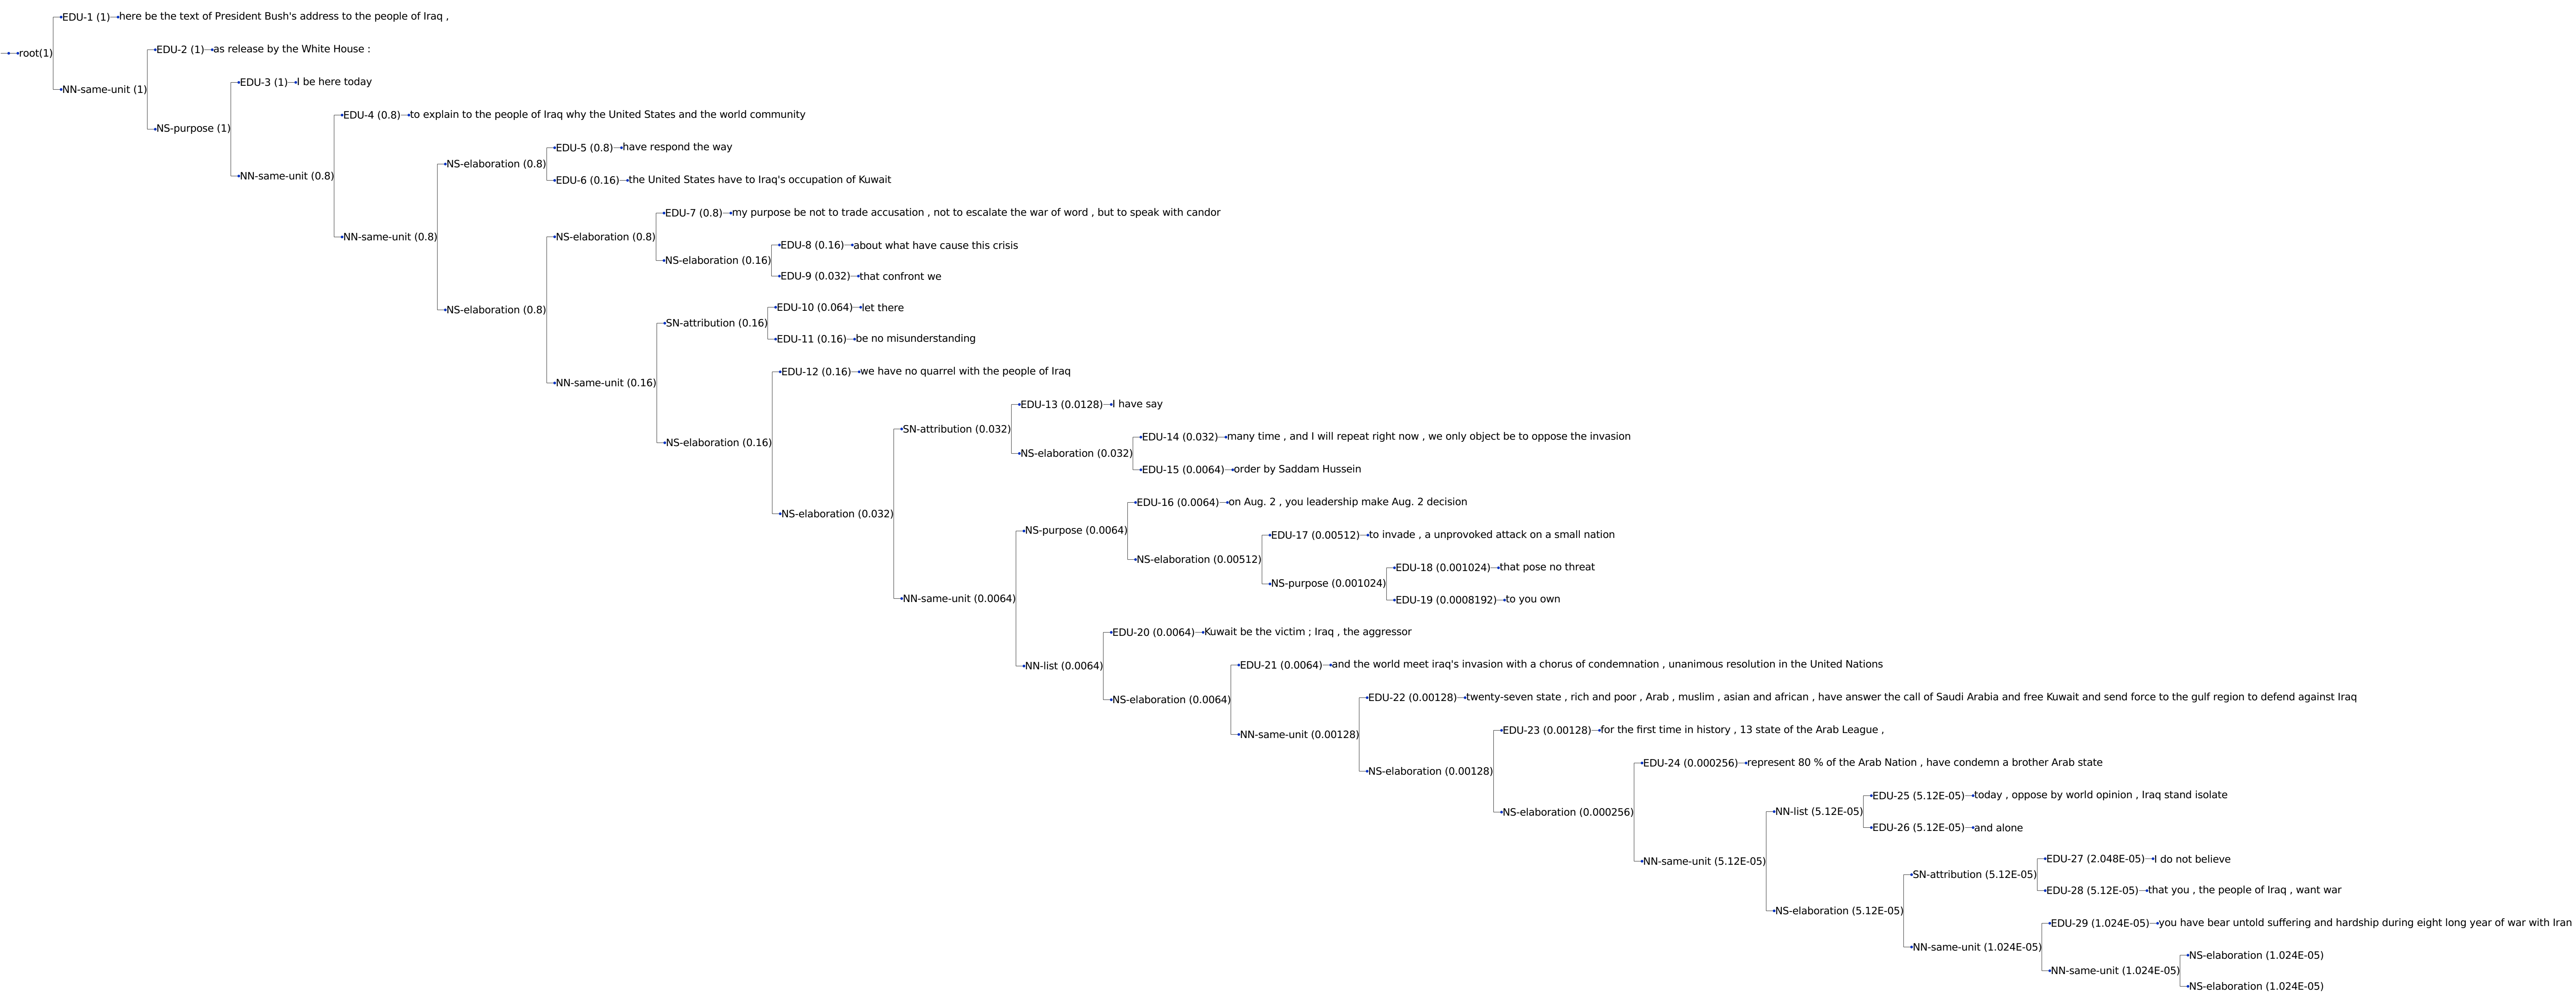 EDU-1 (1) here be the text of President Bush's address to the people of Iraq ,
EDU-2 (1) as release by the White House :
root(1)
EDU-3 (1) I be here today
NN-same-unit (1)
EDU-4 (0.8) to explain to the people of Iraq why the United States and the world community
NS-purpose (1)
EDU-5 (0.8) have respond the way
NS-elaboration (0.8)
NN-same-unit (0.8)
EDU-6 (0.16) the United States have to Iraq's occupation of Kuwait
EDU-7 (0.8) my purpose be not to trade accusation , not to escalate the war of word , but to speak with candor
NN-same-unit (0.8)
NS-elaboration (0.8)
EDU-8 (0.16) about what have cause this crisis
NS-elaboration (0.16)
EDU-9 (0.032) that confront we
EDU-10 (0.064) let there
NS-elaboration (0.8)
SN-attribution (0.16)
EDU-11 (0.16) be no misunderstanding
EDU-12 (0.16) we have no quarrel with the people of Iraq
NN-same-unit (0.16)
EDU-13 (0.0128) I have say
SN-attribution (0.032)
EDU-14 (0.032) many time , and I will repeat right now , we only object be to oppose the invasion
NS-elaboration (0.16)
NS-elaboration (0.032)
EDU-15 (0.0064) order by Saddam Hussein
EDU-16 (0.0064) on Aug. 2 , you leadership make Aug. 2 decision
NS-elaboration (0.032)
NS-purpose (0.0064)
EDU-17 (0.00512) to invade , a unprovoked attack on a small nation
NS-elaboration (0.00512)
EDU-18 (0.001024) that pose no threat
NS-purpose (0.001024)
NN-same-unit (0.0064)
EDU-19 (0.0008192) to you own
EDU-20 (0.0064) Kuwait be the victim ; Iraq , the aggressor
NN-list (0.0064)
EDU-21 (0.0064) and the world meet iraq's invasion with a chorus of condemnation , unanimous resolution in the United Nations
NS-elaboration (0.0064)
EDU-22 (0.00128) twenty-seven state , rich and poor , Arab , muslim , asian and african , have answer the call of Saudi Arabia and free Kuwait and send force to the gulf region to defend against Iraq
NN-same-unit (0.00128)
EDU-23 (0.00128) for the first time in history , 13 state of the Arab League ,
EDU-24 (0.000256) represent 80 % of the Arab Nation , have condemn a brother Arab state
NS-elaboration (0.00128)
EDU-25 (5.12E-05) today , oppose by world opinion , Iraq stand isolate
NS-elaboration (0.000256)
NN-list (5.12E-05)
EDU-26 (5.12E-05) and alone
NN-same-unit (5.12E-05)
EDU-27 (2.048E-05) I do not believe
SN-attribution (5.12E-05)
EDU-28 (5.12E-05) that you , the people of Iraq , want war
NS-elaboration (5.12E-05)
EDU-29 (1.024E-05) you have bear untold suffering and hardship during eight long year of war with Iran
NN-same-unit (1.024E-05)
NS-elaboration (1.024E-05)
NN-same-unit (1.024E-05)
NS-elaboration (1.024E-05)